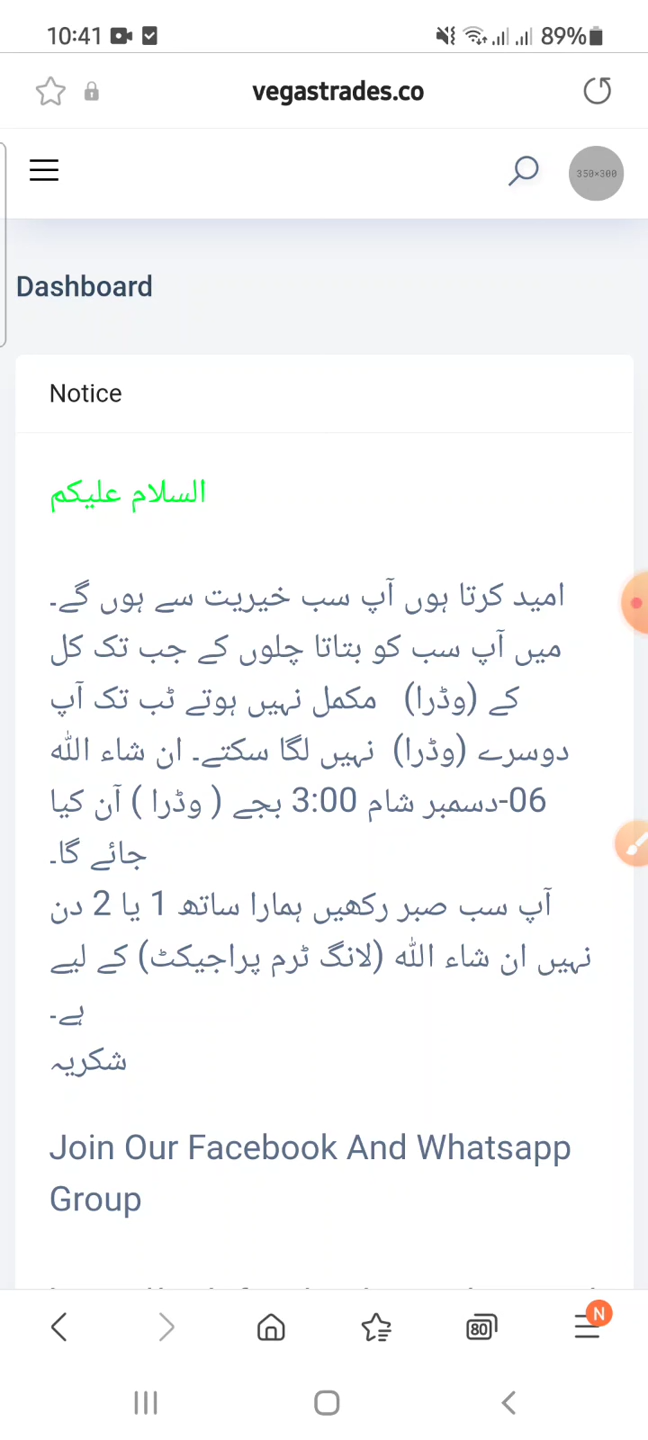 10:41
89%
vegastrades.co
350×300
Dashboard
Notice
السلام علیکم
امید کرتا ہوں آپ سب خیریت سے ہوں گے۔
میں آپ سب کو بتاتا چلوں کے جب تک کل
کے (وڈرا) مکمل نہیں ہوتے ٹب تک آپ
دوسرے (وڈرا) نہیں لگا سکتے۔ ان شاء اللہ
06-دسمبر شام 3:00 بجے ( وڈرا ) آن کیا
جائے گا۔
آپ سب صبر رکھیں ہمارا ساتھ 1 یا 2 دن
نہیں ان شاء اللہ (لانگ ٹرم پراجیکٹ) کے لیے
ہے۔
شکریہ
Join Our Facebook And Whatsapp
Group
N
80